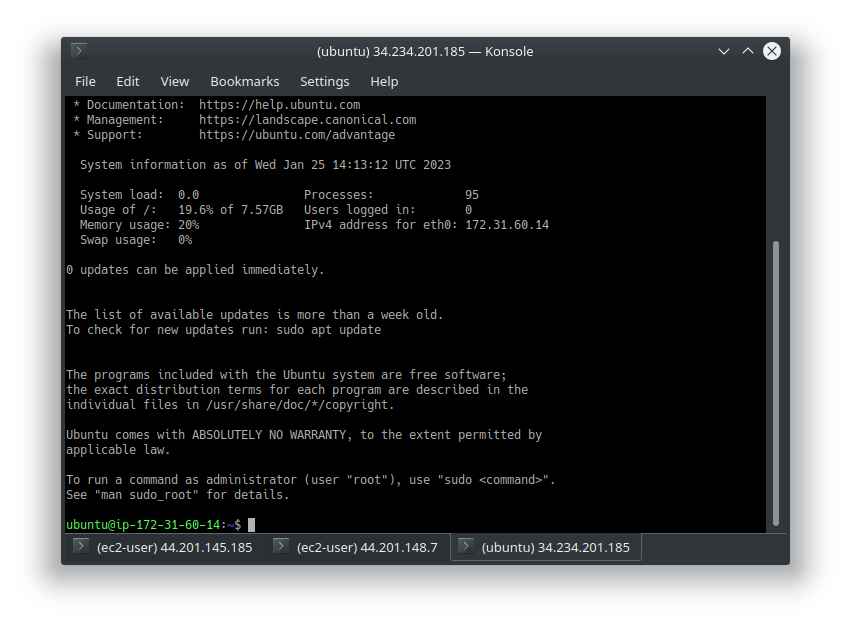 (ubuntu) 34.234.201.185 — Konsole
File Edit View Bookmarks Settings Help
* Documentation: https://help.ubuntu.com
* Management: https://landscape.canonical.com
* Support: https://ubuntu.com/advantage
System information as of Wed Jan 25 14:13:12 UTC 2023
System load: 0.0 Processes: 95
Usage of /: 19.6% of 7.57GB Users logged in: 0
Memory usage: 20% IPv4 address for eth0: 172.31.60.14
Swap usage: 0%
0 updates can be applied immediately.
The list of available updates is more than a week old.
To check for new updates run: sudo apt update
The programs included with the Ubuntu system are free software;
the exact distribution terms for each program are described in the
individual files in /usr/share/doc/*/copyright.
Ubuntu comes with ABSOLUTELY NO WARRANTY, to the extent permitted by
applicable law.
To run a command as administrator (user "root"), use "sudo <command>".
See "man sudo_root" for details.
ubuntu@ip-172-31-60-14:~$
(ec2-user) 44.201.145.185 (ec2-user) 44.201.148.7 (ubuntu) 34.234.201.185